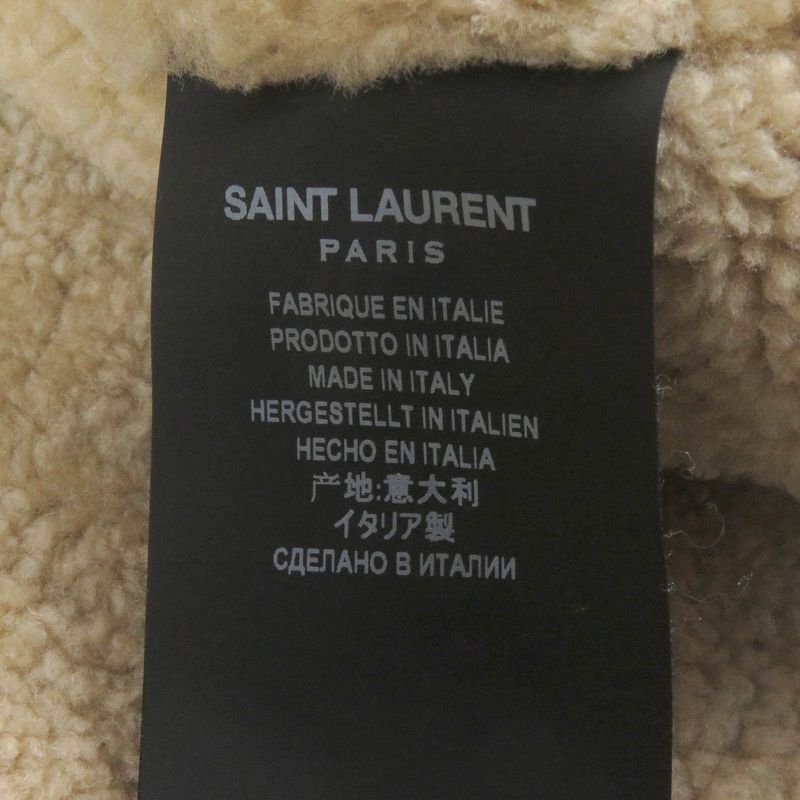 SAINT LAURENT
PARIS
FABRIQUE EN ITALIE
PRODOTTO IN ITALIA
MADE IN ITALY
HERGESTELLT IN ITALIEN
HECHO EN ITALIA
产地:意大利
イタリア製
СДЕЛАНО В ИТАЛИИ